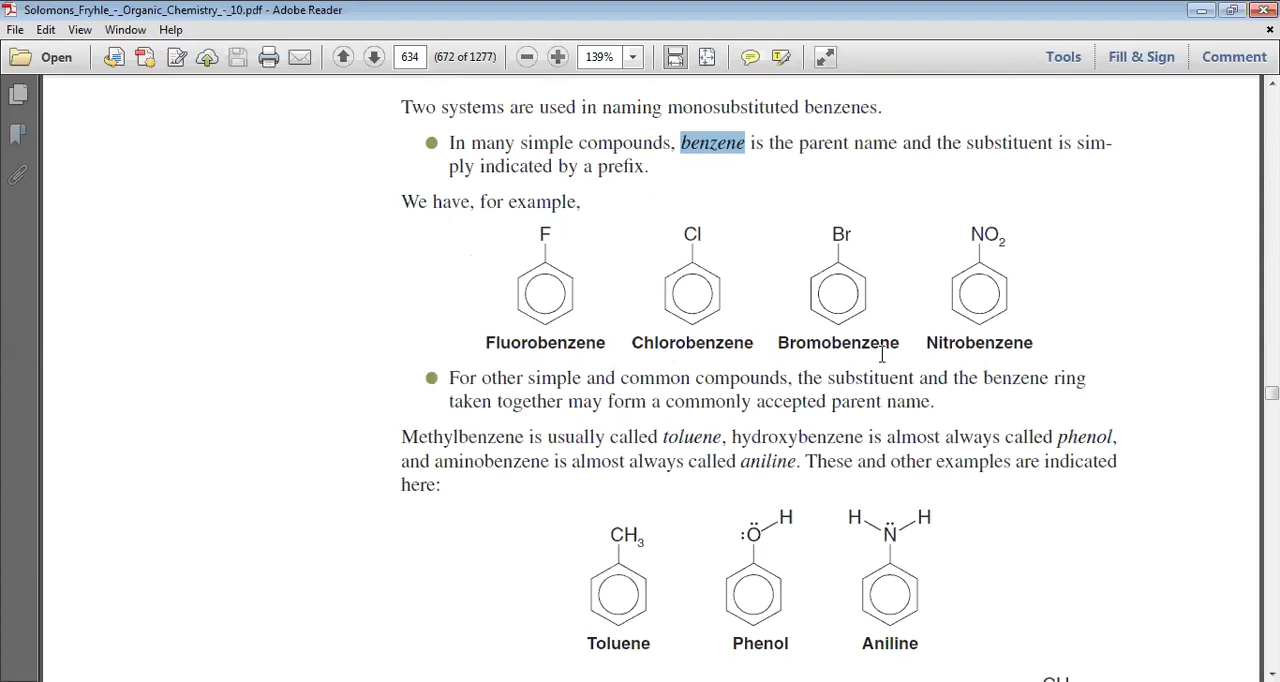 Solomons_Fryhle_-_Organic_Chemistry_-_10.pdf - Adobe Reader
File Edit View Window Help
Open 634 (672 of 1277) 139% Tools Fill & Sign Comment
Two systems are used in naming monosubstituted benzenes.
In many simple compounds, benzene is the parent name and the substituent is sim-
ply indicated by a prefix.
We have, for example,
F Cl Br NO2
Fluorobenzene Chlorobenzene Bromobenzene Nitrobenzene
For other simple and common compounds, the substituent and the benzene ring
taken together may form a commonly accepted parent name.
Methylbenzene is usually called toluene, hydroxybenzene is almost always called phenol,
and aminobenzene is almost always called aniline. These and other examples are indicated
here:
H H H
CH3 :Ö N̈
Toluene Phenol Aniline